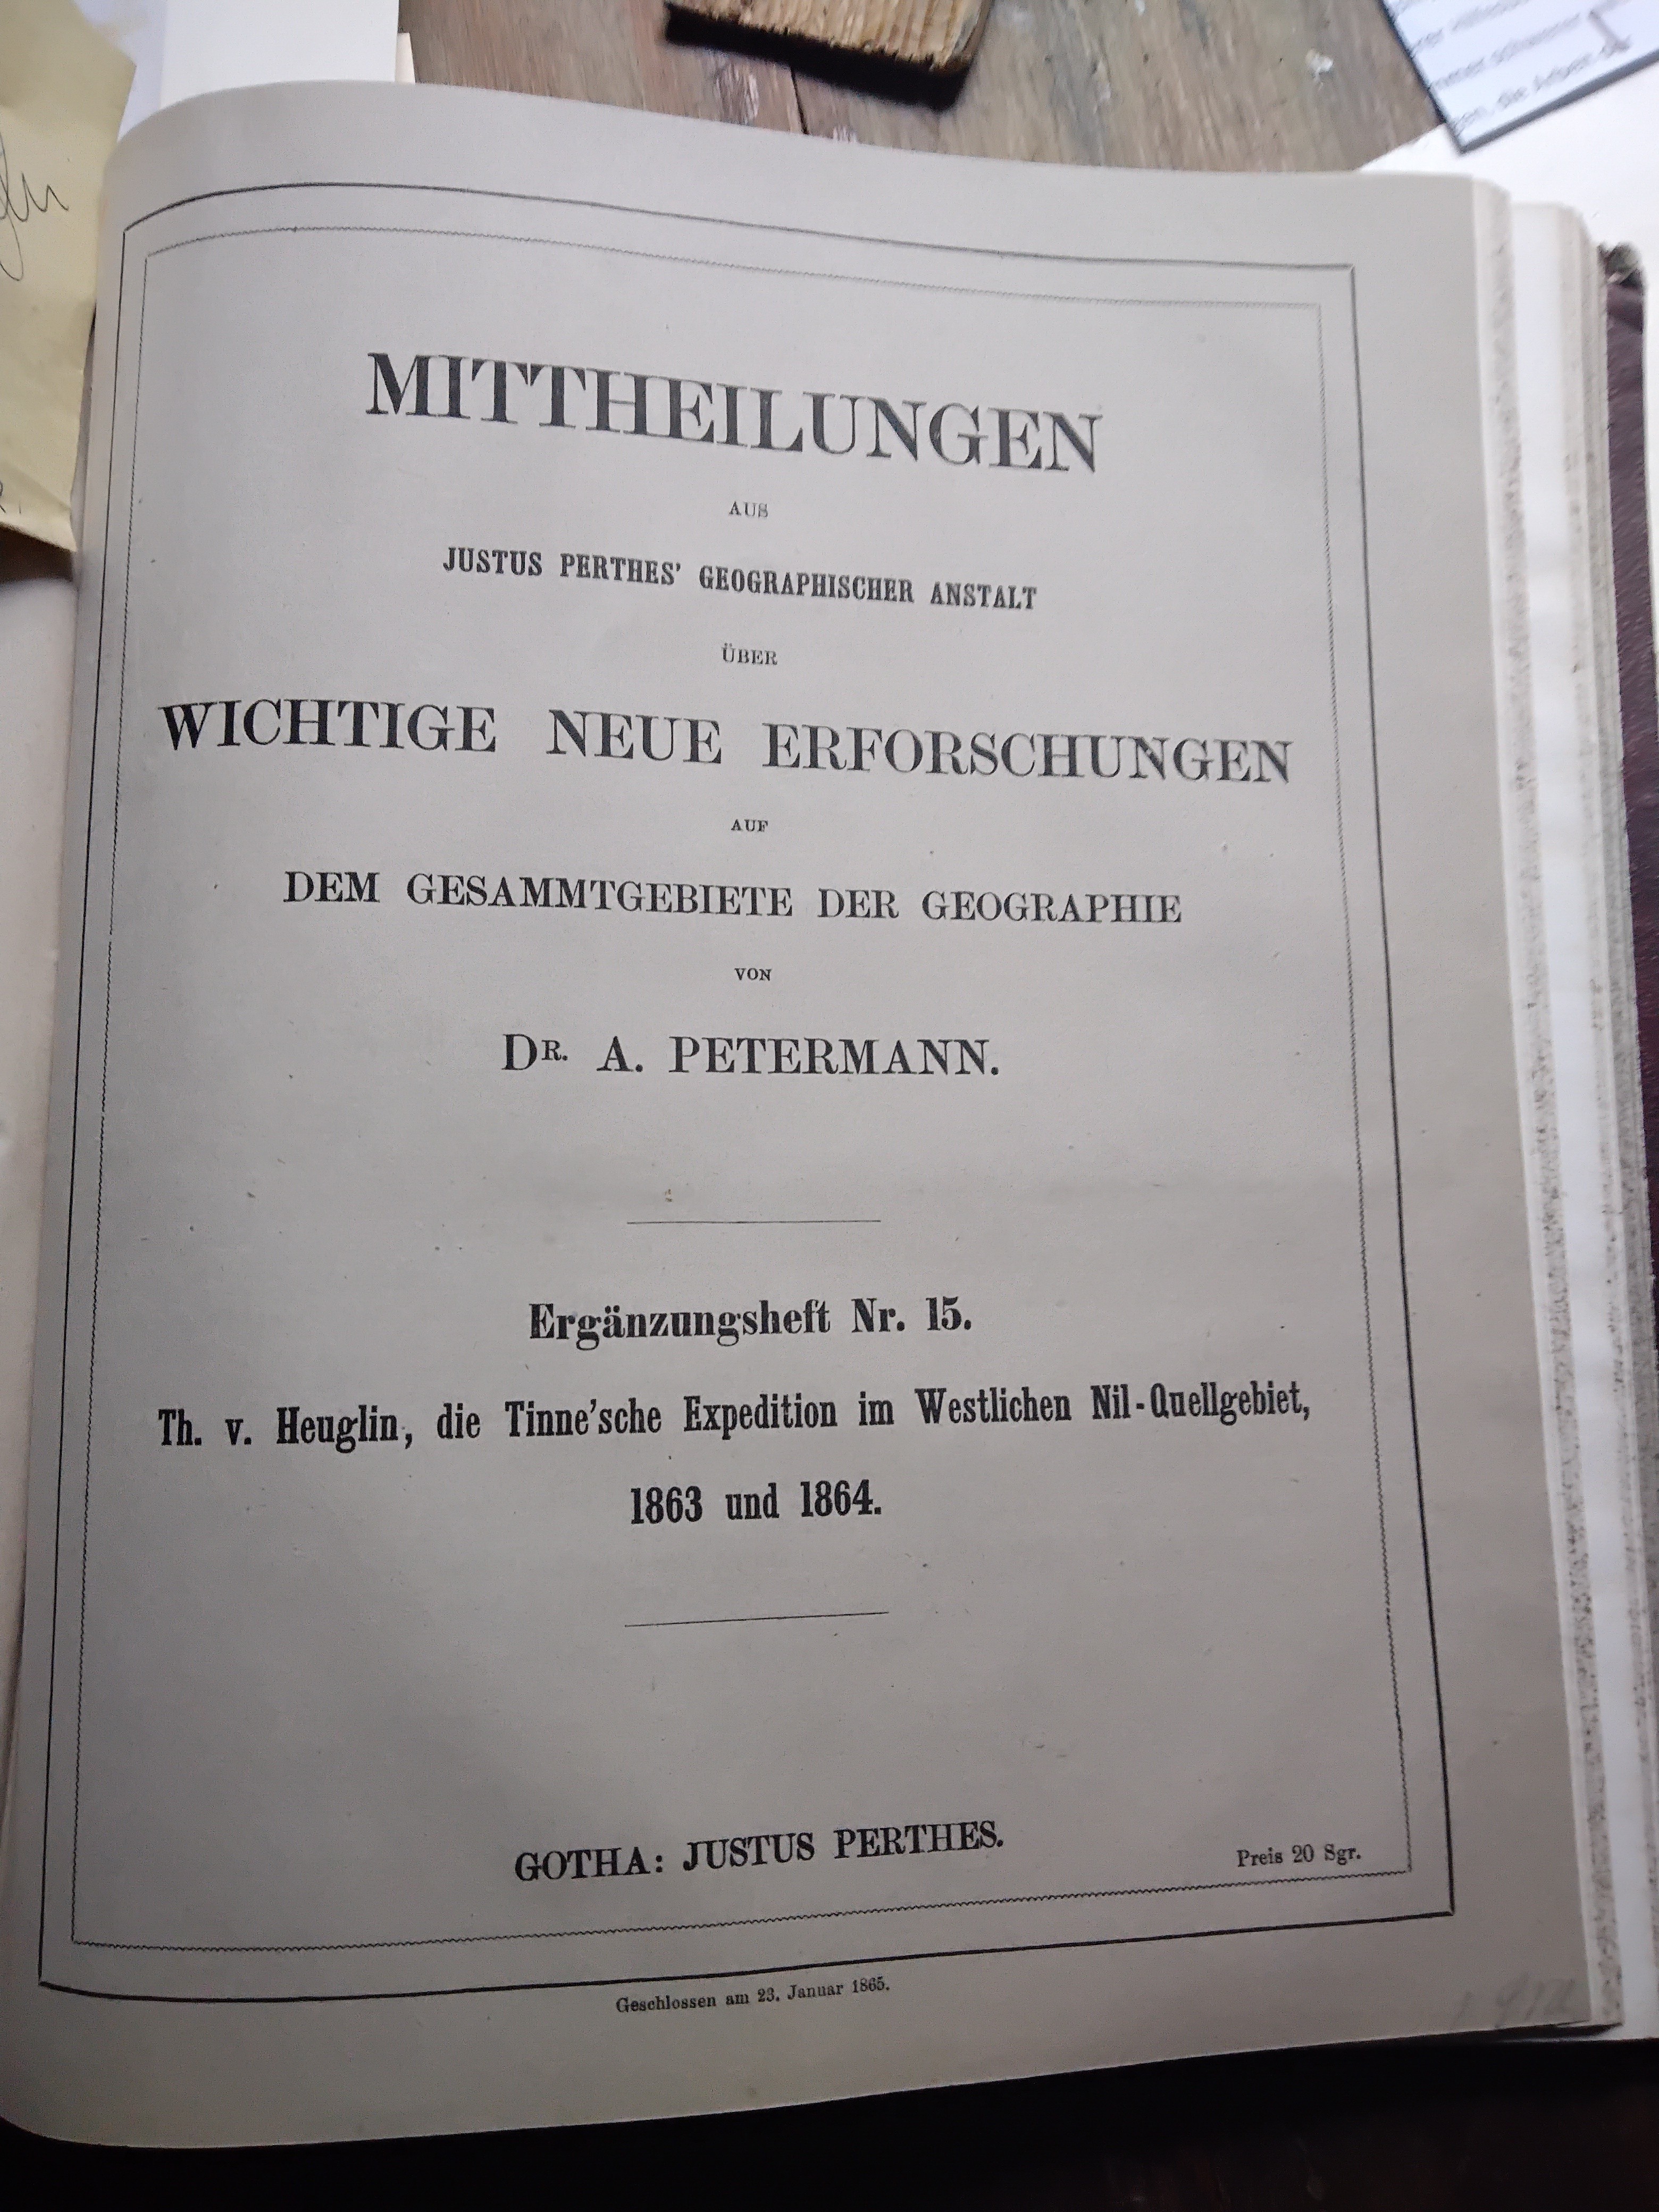 MITTHEILUNGEN
AUS
JUSTUS PERTHES' GEOGRAPHISCHER ANSTALT
ÜBER
WICHTIGE NEUE ERFORSCHUNGEN
AUF
DEM GESAMMTGEBIETE DER GEOGRAPHIE
VON
DR. A. PETERMANN.
Ergänzungsheft Nr. 15.
Th. v. Heuglin, die Tinne'sche Expedition im Westlichen Nil-Quellgebiet,
1863 und 1864.
GOTHA: JUSTUS PERTHES.
Preis 20 Sgr.
Geschlossen am 23. Januar 1865.